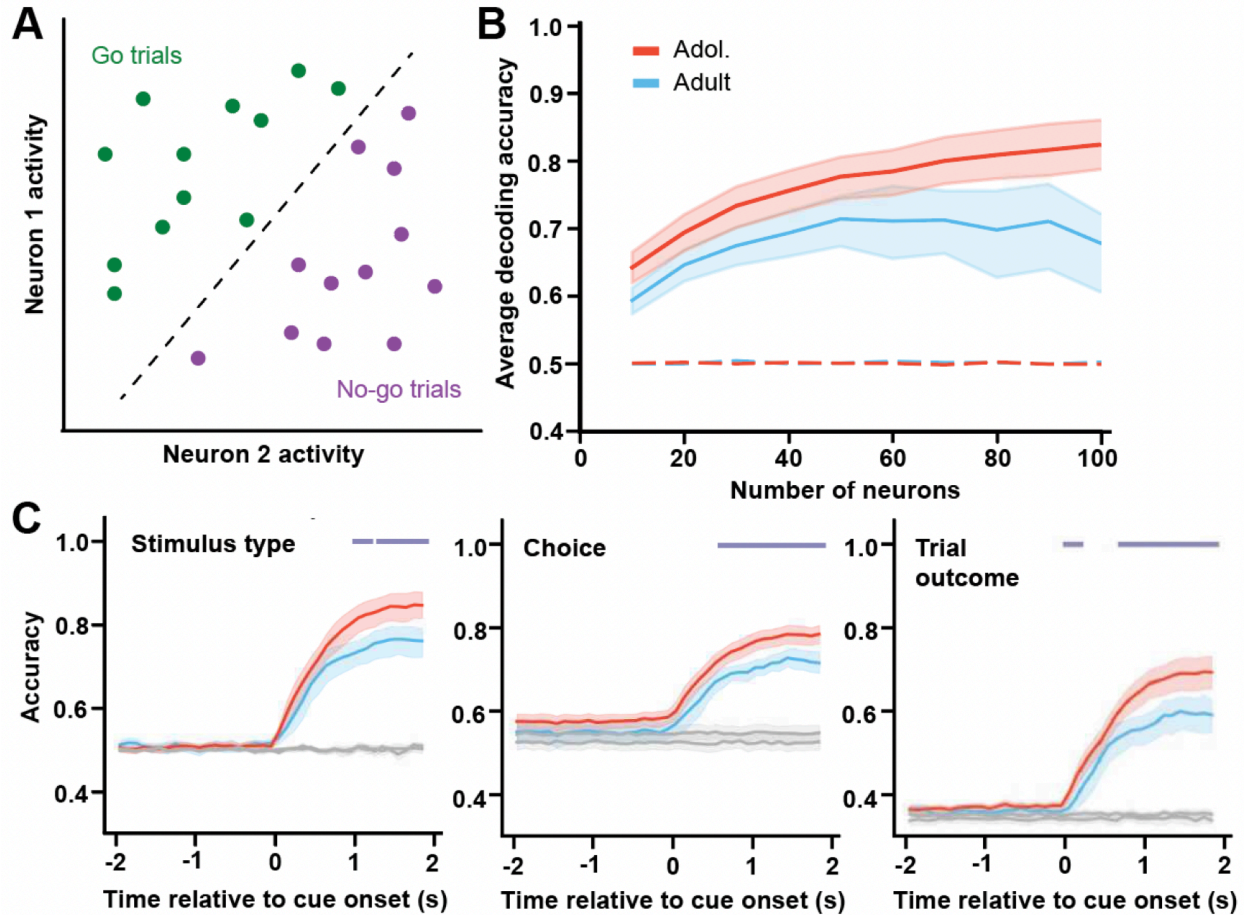 A
Go trials
Neuron 1 activity
No-go trials
Neuron 2 activity
B
1.0
0.9
0.8
0.7
0.6
0.5
0.4
Adol.
Adult
Average decoding accuracy
0 20 40 60 80 100
Number of neurons
C
Stimulus type
1.0
0.8
0.6
0.4
Accuracy
-2 -1 0 1 2
Time relative to cue onset (s)
Choice
1.0
0.8
0.6
0.4
-2 -1 0 1 2
Time relative to cue onset (s)
Trial
outcome
1.0
0.8
0.6
0.4
-2 -1 0 1 2
Time relative to cue onset (s)